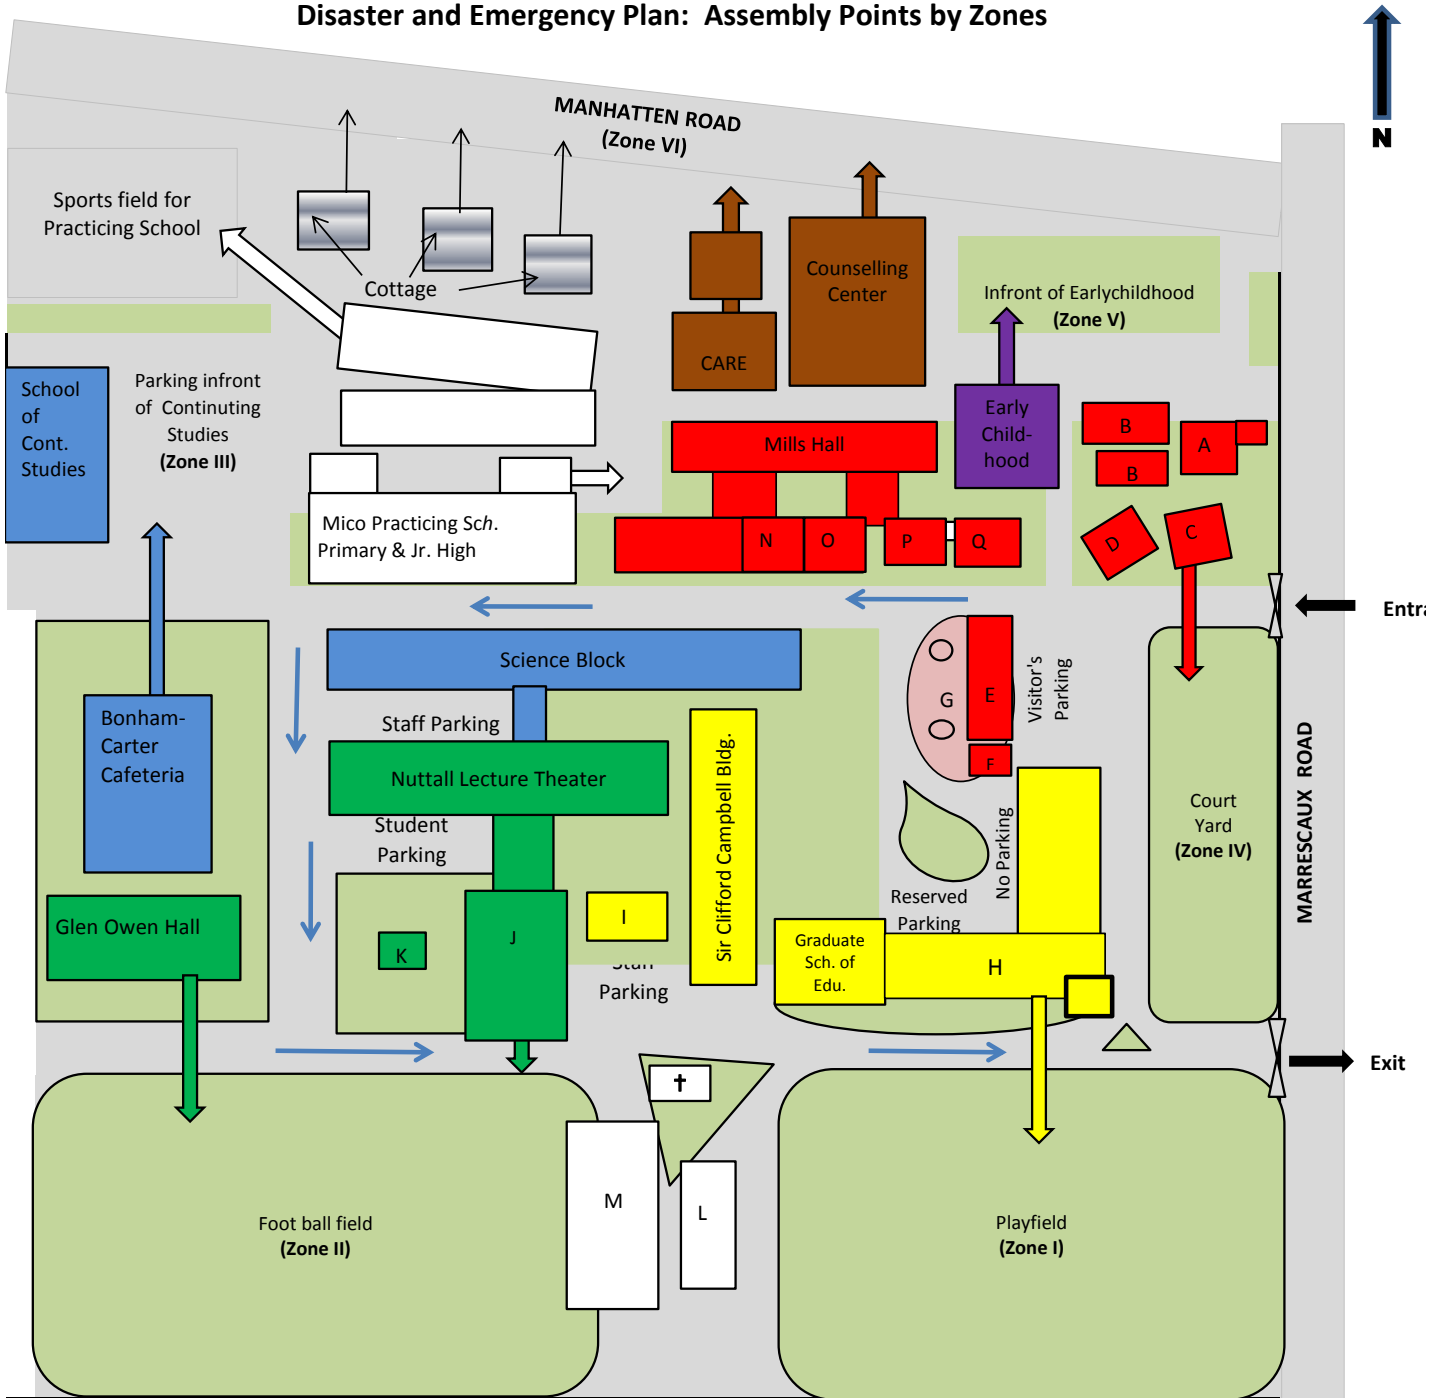 Disaster and Emergency Plan: Assembly Points by Zones
N
MANHATTEN ROAD
(Zone VI)
Sports field for
Practicing School
Cottage
Counselling
Center
CARE
Infront of Earlychildhood
(Zone V)
School
of
Cont.
Studies
Parking infront
of Continuting
Studies
(Zone III)
Early
Child-
hood
Mills Hall
B
A
B
Mico Practicing Sch.
Primary & Jr. High
N
O
P
Q
D
C
Entra
Science Block
G
E
F
Visitor's
Parking
Bonham-
Carter
Cafeteria
Staff Parking
Nuttall Lecture Theater
Sir Clifford Campbell Bldg.
Student
Parking
No Parking
Court
Yard
(Zone IV)
MARRESCAUX ROAD
Reserved
Parking
Glen Owen Hall
K
J
I
Staff
Parking
Graduate
Sch. of
Edu.
H
Exit
✝
M
L
Foot ball field
(Zone II)
Playfield
(Zone I)